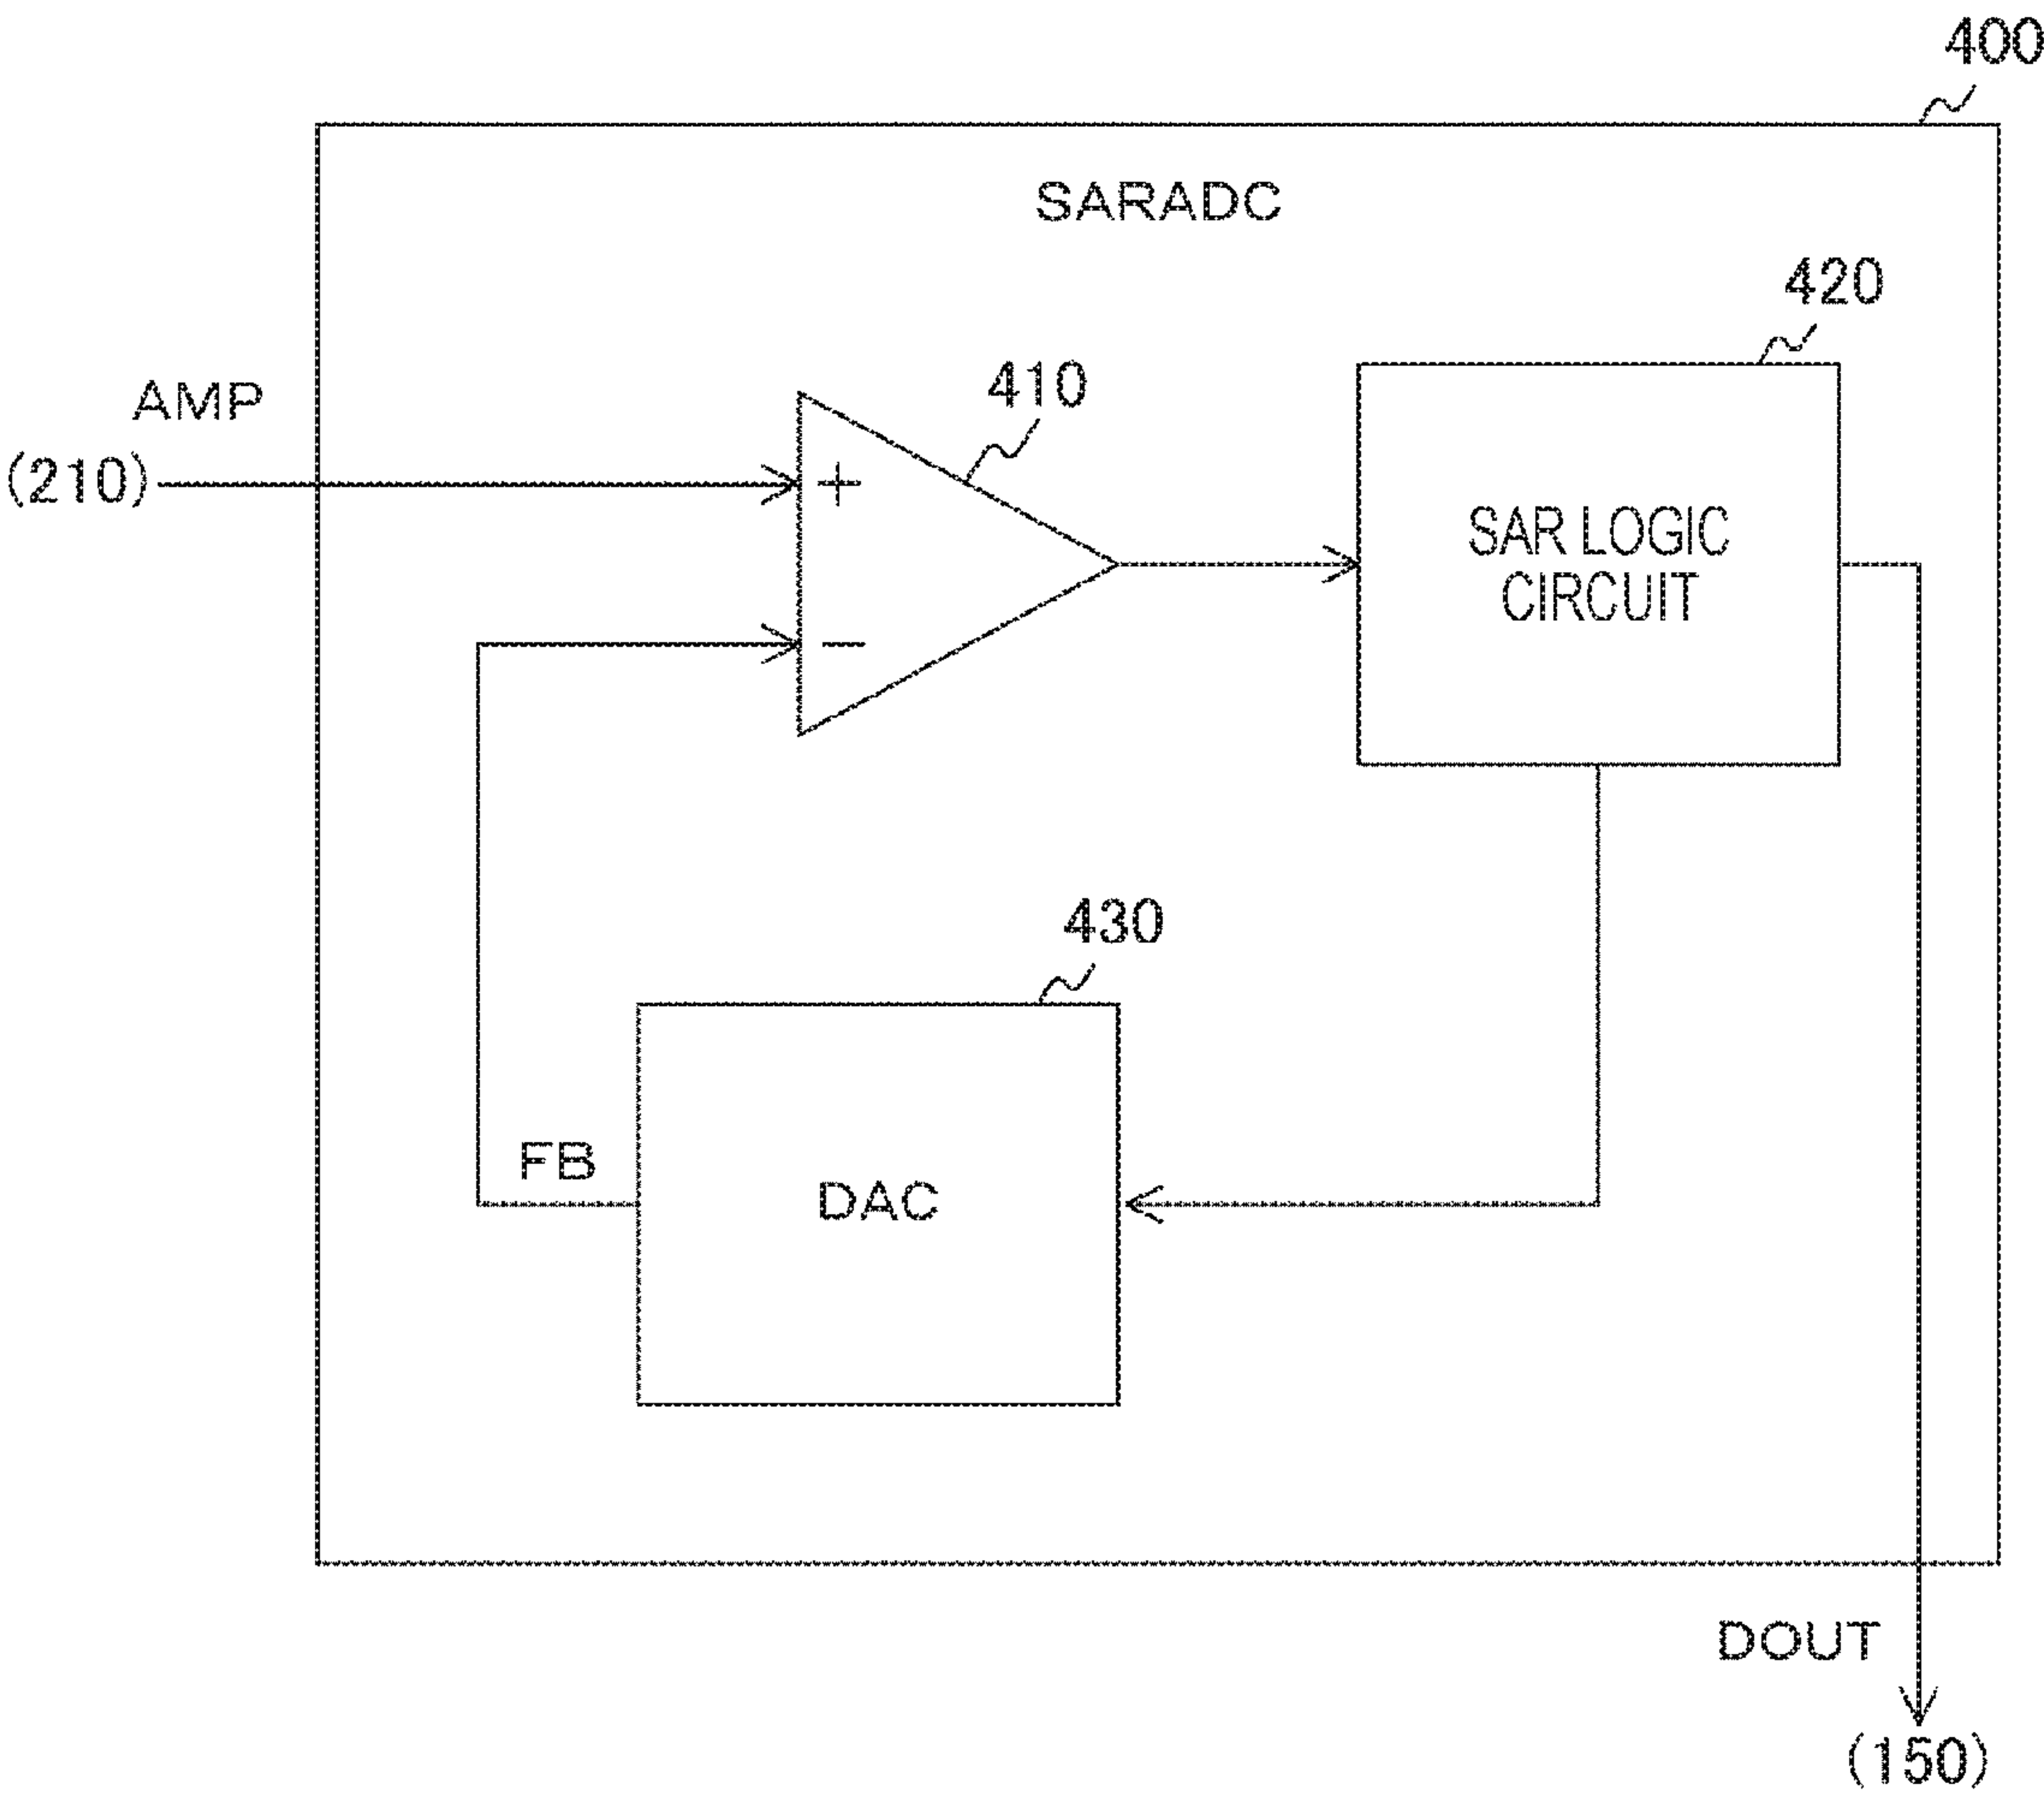 400
SARADC
420
410
AMP
(210)
+
SAR LOGIC
CIRCUIT
−
430
FB
DAC
DOUT
(150)